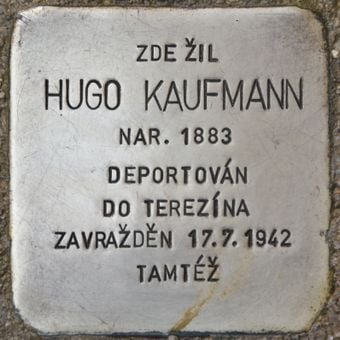 ZDE ŽIL
HUGO KAUFMANN
NAR. 1883
DEPORTOVÁN
DO TEREZÍNA
ZAVRAŽDĚN 17.7.1942
TAMTÉŽ